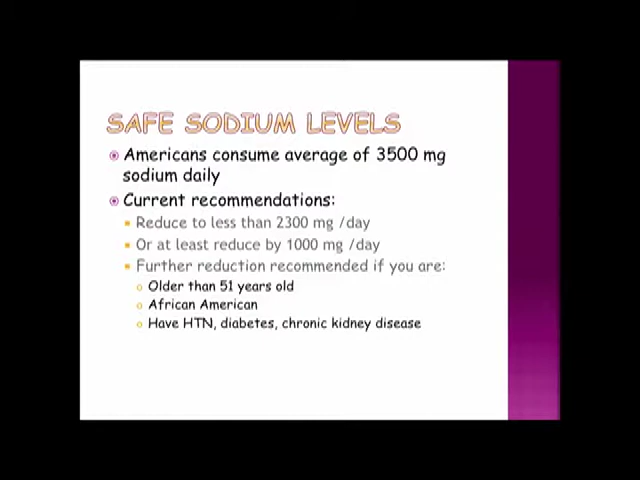 SAFE SODIUM LEVELS
Americans consume average of 3500 mg
sodium daily
Current recommendations:
Reduce to less than 2300 mg /day
Or at least reduce by 1000 mg /day
Further reduction recommended if you are:
Older than 51 years old
African American
Have HTN, diabetes, chronic kidney disease